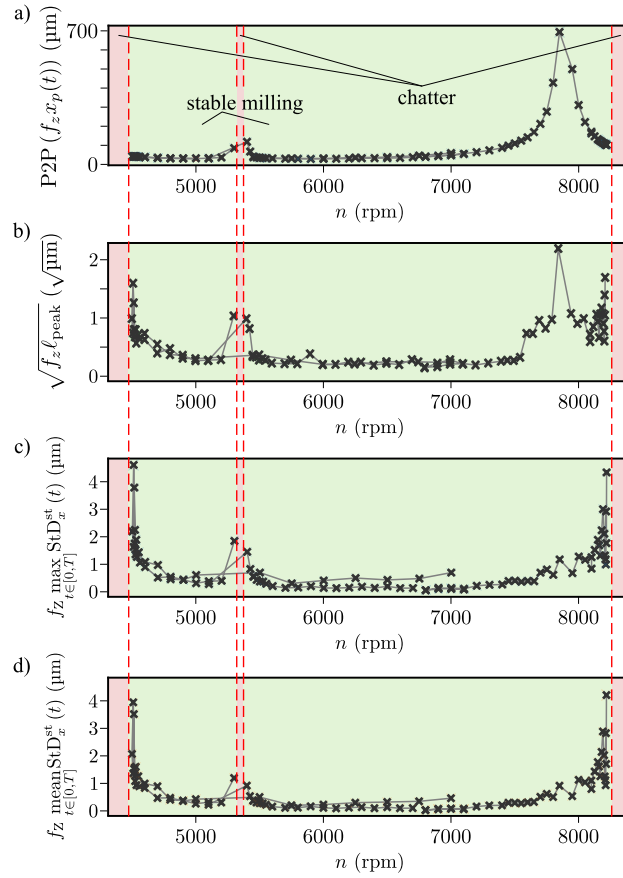 a)
P2P (f_z x_p(t)) (μm)
700
0
stable milling
chatter
5000 6000 7000 8000
n (rpm)
b)
√(f_z ℓ_peak) (√μm)
2
1
0
5000 6000 7000 8000
n (rpm)
c)
f_z max_{t∈[0,T]} StD_x^st (t) (μm)
4
3
2
1
0
5000 6000 7000 8000
n (rpm)
d)
f_z mean_{t∈[0,T]} StD_x^st (t) (μm)
4
3
2
1
0
5000 6000 7000 8000
n (rpm)